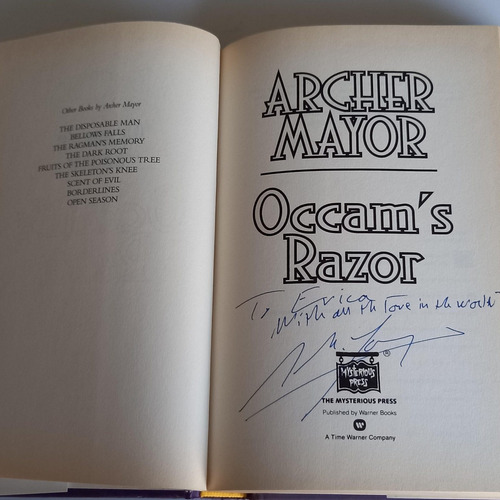 Other Books by Archer Mayor
THE DISPOSABLE MAN
BELLOWS FALLS
THE RAGMAN'S MEMORY
THE DARK ROOT
FRUITS OF THE POISONOUS TREE
THE SKELETON'S KNEE
SCENT OF EVIL
BORDERLINES
OPEN SEASON
ARCHER
MAYOR
Occam's
Razor
To Erica
With all the love in the world
MYSTERIOUS
PRESS
®
THE MYSTERIOUS PRESS
Published by Warner Books
A Time Warner Company